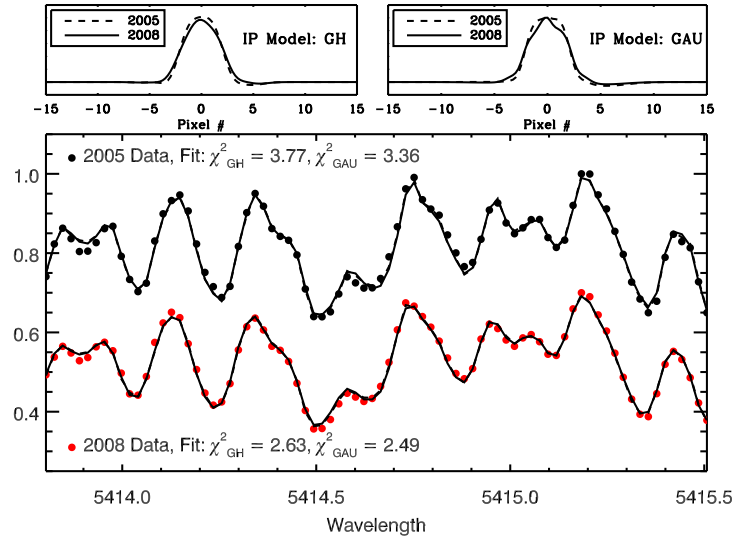 2005
2008
IP Model: GH
-15 -10 -5 0 5 10 15
Pixel #
2005
2008
IP Model: GAU
-15 -10 -5 0 5 10 15
Pixel #
2005 Data, Fit: χ²GH = 3.77, χ²GAU = 3.36
1.0
0.8
0.6
0.4
2008 Data, Fit: χ²GH = 2.63, χ²GAU = 2.49
5414.0 5414.5 5415.0 5415.5
Wavelength